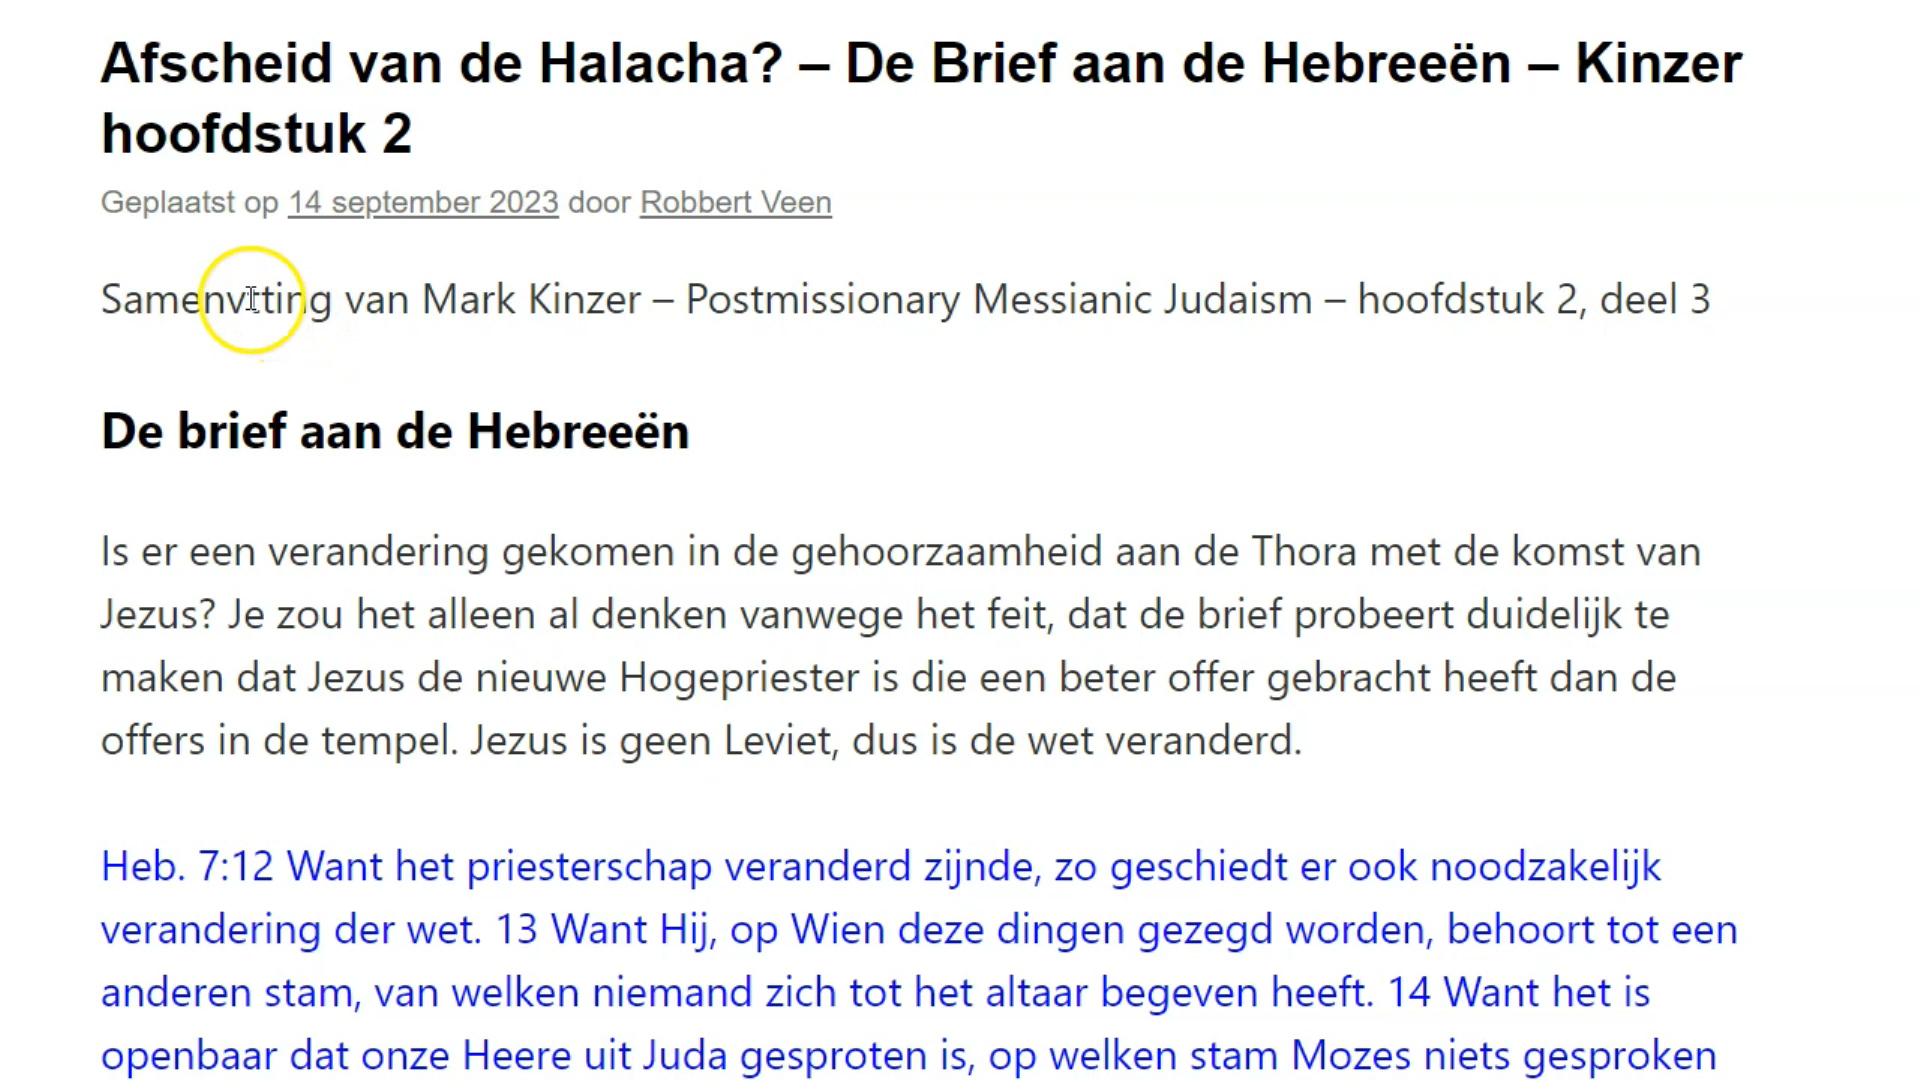 Afscheid van de Halacha? – De Brief aan de Hebreeën – Kinzer
hoofdstuk 2
Geplaatst op 14 september 2023 door Robbert Veen
Samenvtting van Mark Kinzer – Postmissionary Messianic Judaism – hoofdstuk 2, deel 3
De brief aan de Hebreeën
Is er een verandering gekomen in de gehoorzaamheid aan de Thora met de komst van
Jezus? Je zou het alleen al denken vanwege het feit, dat de brief probeert duidelijk te
maken dat Jezus de nieuwe Hogepriester is die een beter offer gebracht heeft dan de
offers in de tempel. Jezus is geen Leviet, dus is de wet veranderd.
Heb. 7:12 Want het priesterschap veranderd zijnde, zo geschiedt er ook noodzakelijk
verandering der wet. 13 Want Hij, op Wien deze dingen gezegd worden, behoort tot een
anderen stam, van welken niemand zich tot het altaar begeven heeft. 14 Want het is
openbaar dat onze Heere uit Juda gesproten is, op welken stam Mozes niets gesproken